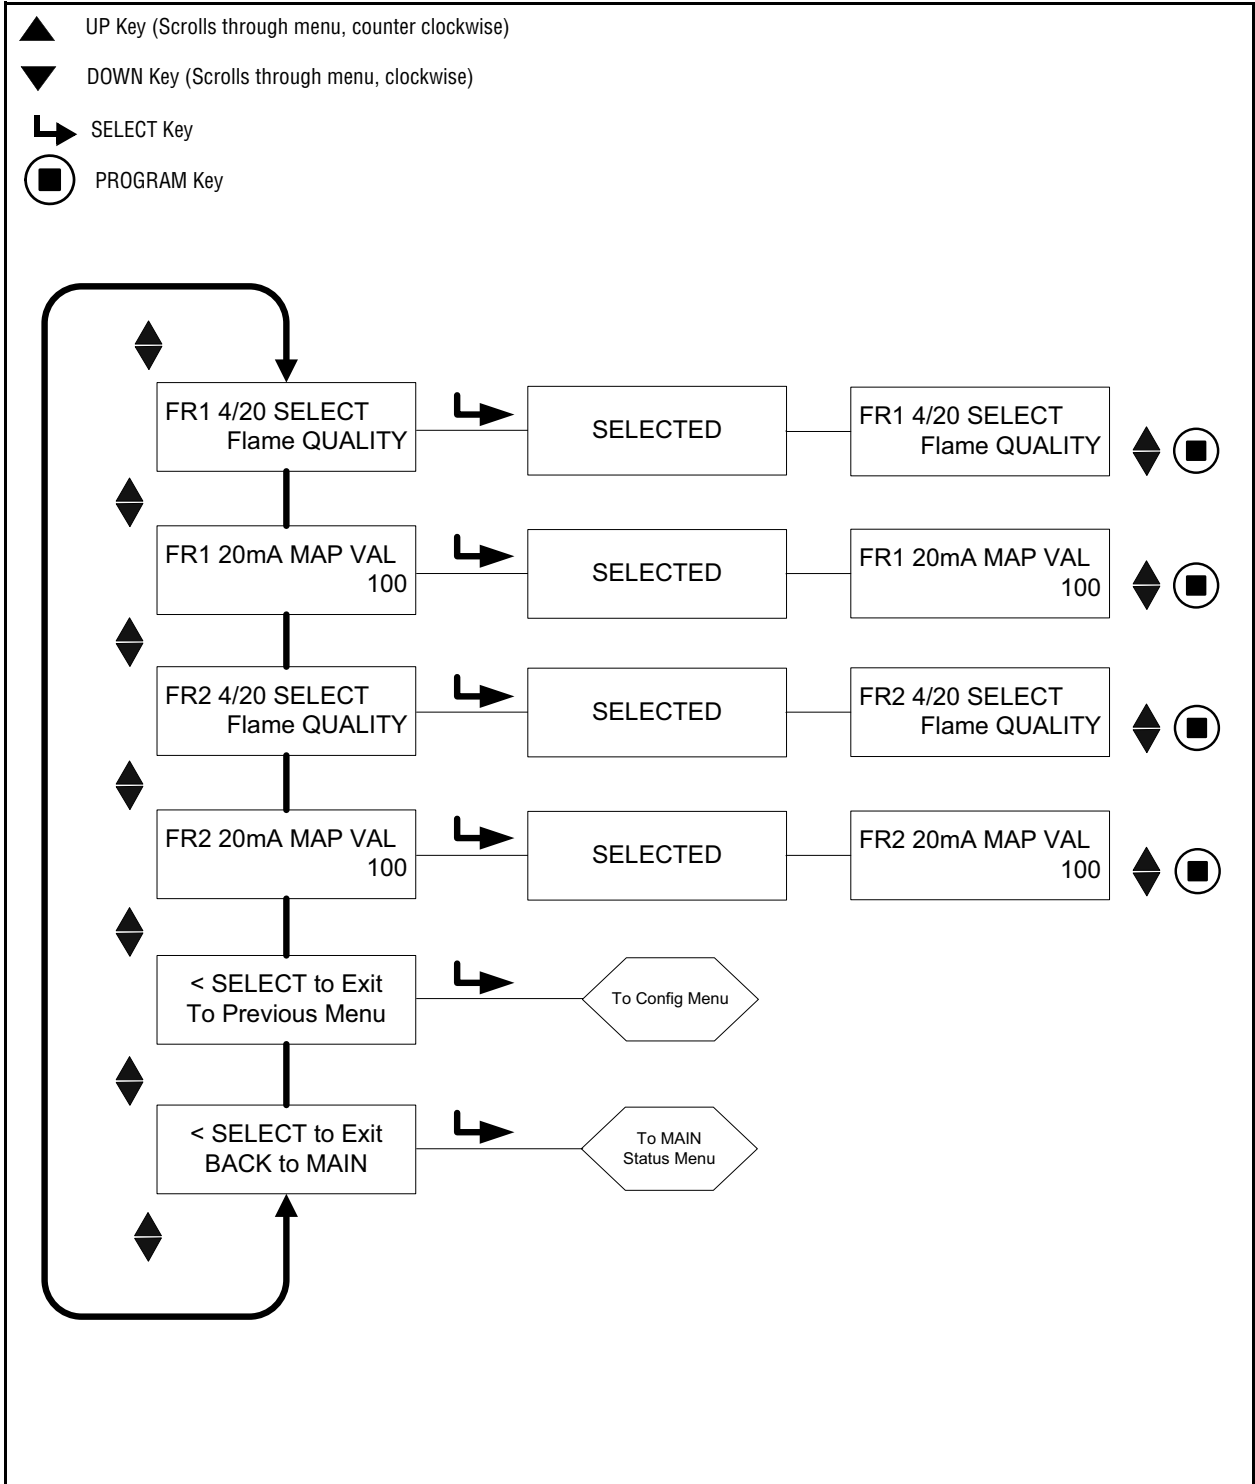 UP Key (Scrolls through menu, counter clockwise)
DOWN Key (Scrolls through menu, clockwise)
SELECT Key
PROGRAM Key
FR1 4/20 SELECT
Flame QUALITY
SELECTED
FR1 4/20 SELECT
Flame QUALITY
FR1 20mA MAP VAL
100
SELECTED
FR1 20mA MAP VAL
100
FR2 4/20 SELECT
Flame QUALITY
SELECTED
FR2 4/20 SELECT
Flame QUALITY
FR2 20mA MAP VAL
100
SELECTED
FR2 20mA MAP VAL
100
< SELECT to Exit
To Previous Menu
To Config Menu
< SELECT to Exit
BACK to MAIN
To MAIN
Status Menu